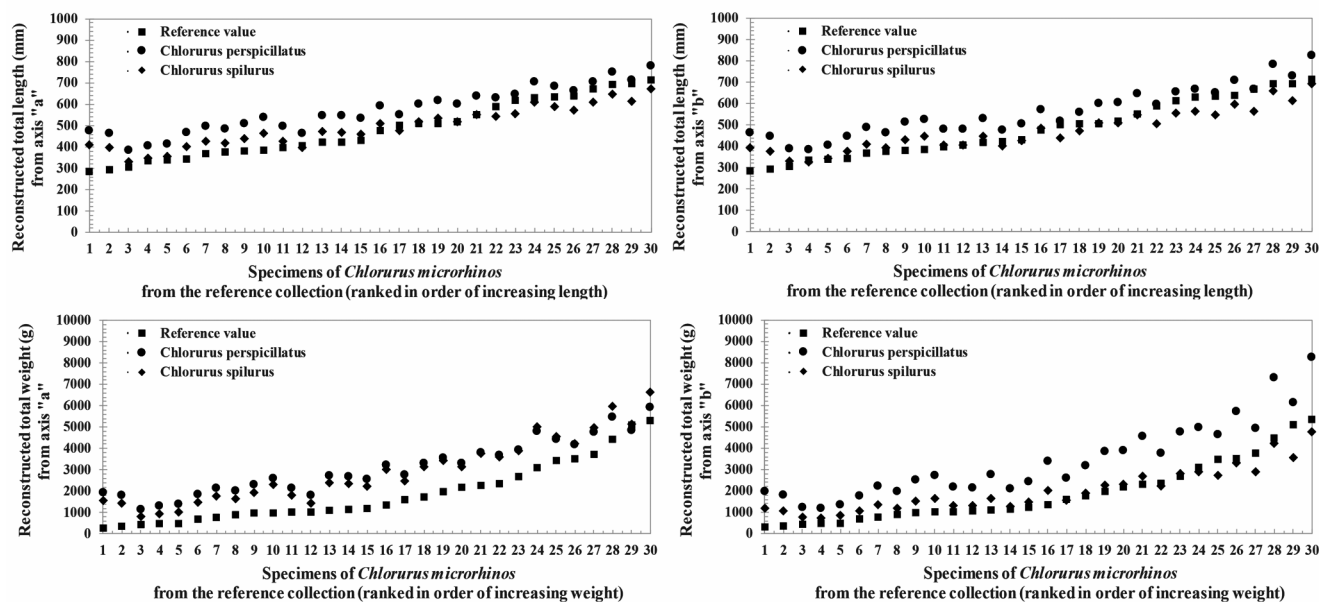 Reconstructed total length (mm)
from axis "a"
1000
900
800
700
600
500
400
300
200
100
0
Reference value
Chlorurus perspicillatus
Chlorurus spilurus
1 2 3 4 5 6 7 8 9 10 11 12 13 14 15 16 17 18 19 20 21 22 23 24 25 26 27 28 29 30
Specimens of Chlorurus microrhinos
from the reference collection (ranked in order of increasing length)
Reconstructed total length (mm)
from axis "b"
1000
900
800
700
600
500
400
300
200
100
0
Reference value
Chlorurus perspicillatus
Chlorurus spilurus
1 2 3 4 5 6 7 8 9 10 11 12 13 14 15 16 17 18 19 20 21 22 23 24 25 26 27 28 29 30
Specimens of Chlorurus microrhinos
from the reference collection (ranked in order of increasing length)
Reconstructed total weight (g)
from axis "a"
10000
9000
8000
7000
6000
5000
4000
3000
2000
1000
0
Reference value
Chlorurus perspicillatus
Chlorurus spilurus
1 2 3 4 5 6 7 8 9 10 11 12 13 14 15 16 17 18 19 20 21 22 23 24 25 26 27 28 29 30
Specimens of Chlorurus microrhinos
from the reference collection (ranked in order of increasing weight)
Reconstructed total weight (g)
from axis "b"
10000
9000
8000
7000
6000
5000
4000
3000
2000
1000
0
Reference value
Chlorurus perspicillatus
Chlorurus spilurus
1 2 3 4 5 6 7 8 9 10 11 12 13 14 15 16 17 18 19 20 21 22 23 24 25 26 27 28 29 30
Specimens of Chlorurus microrhinos
from the reference collection (ranked in order of increasing weight)